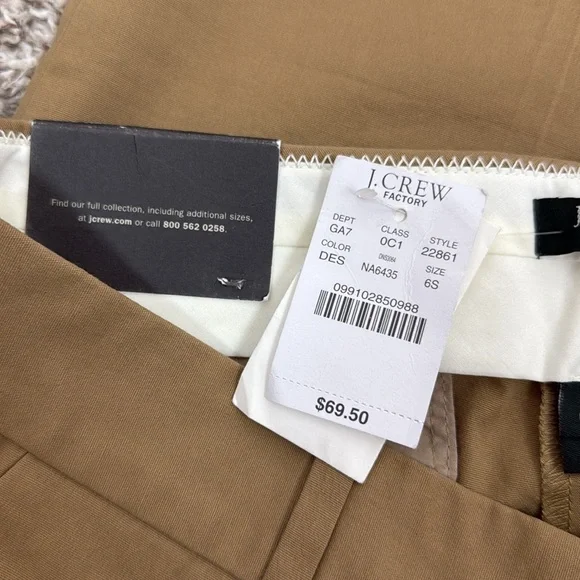 Find our full collection, including additional sizes,
at jcrew.com or call 800 562 0258.
J.CREW
FACTORY
DEPT CLASS STYLE
GA7 0C1 22861
COLOR SIZE
DES NA6435 6S
099102850988
$69.50
J